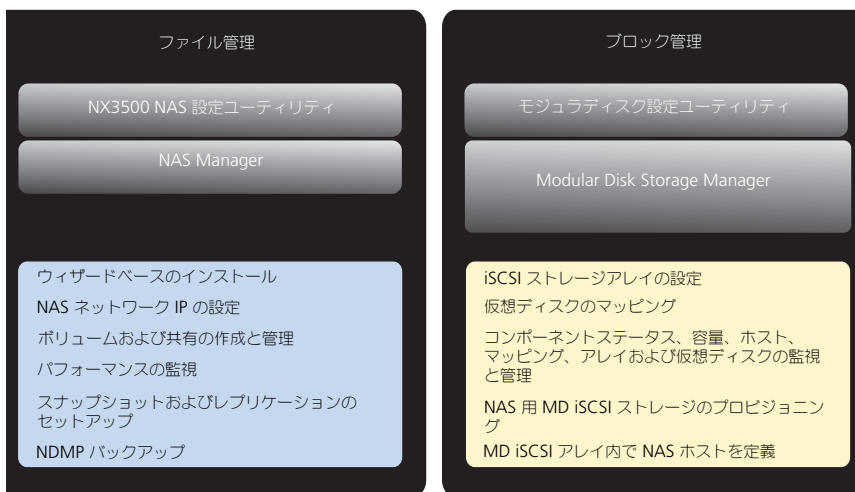 ファイル管理
NX3500 NAS 設定ユーティリティ
NAS Manager
ウィザードベースのインストール
NAS ネットワーク IP の設定
ボリュームおよび共有の作成と管理
パフォーマンスの監視
スナップショットおよびレプリケーションの
セットアップ
NDMP バックアップ
ブロック管理
モジュラディスク設定ユーティリティ
Modular Disk Storage Manager
iSCSI ストレージアレイの設定
仮想ディスクのマッピング
コンポーネントステータス、容量、ホスト、
マッピング、アレイおよび仮想ディスクの監視
と管理
NAS 用 MD iSCSI ストレージのプロビジョニン
グ
MD iSCSI アレイ内で NAS ホストを定義